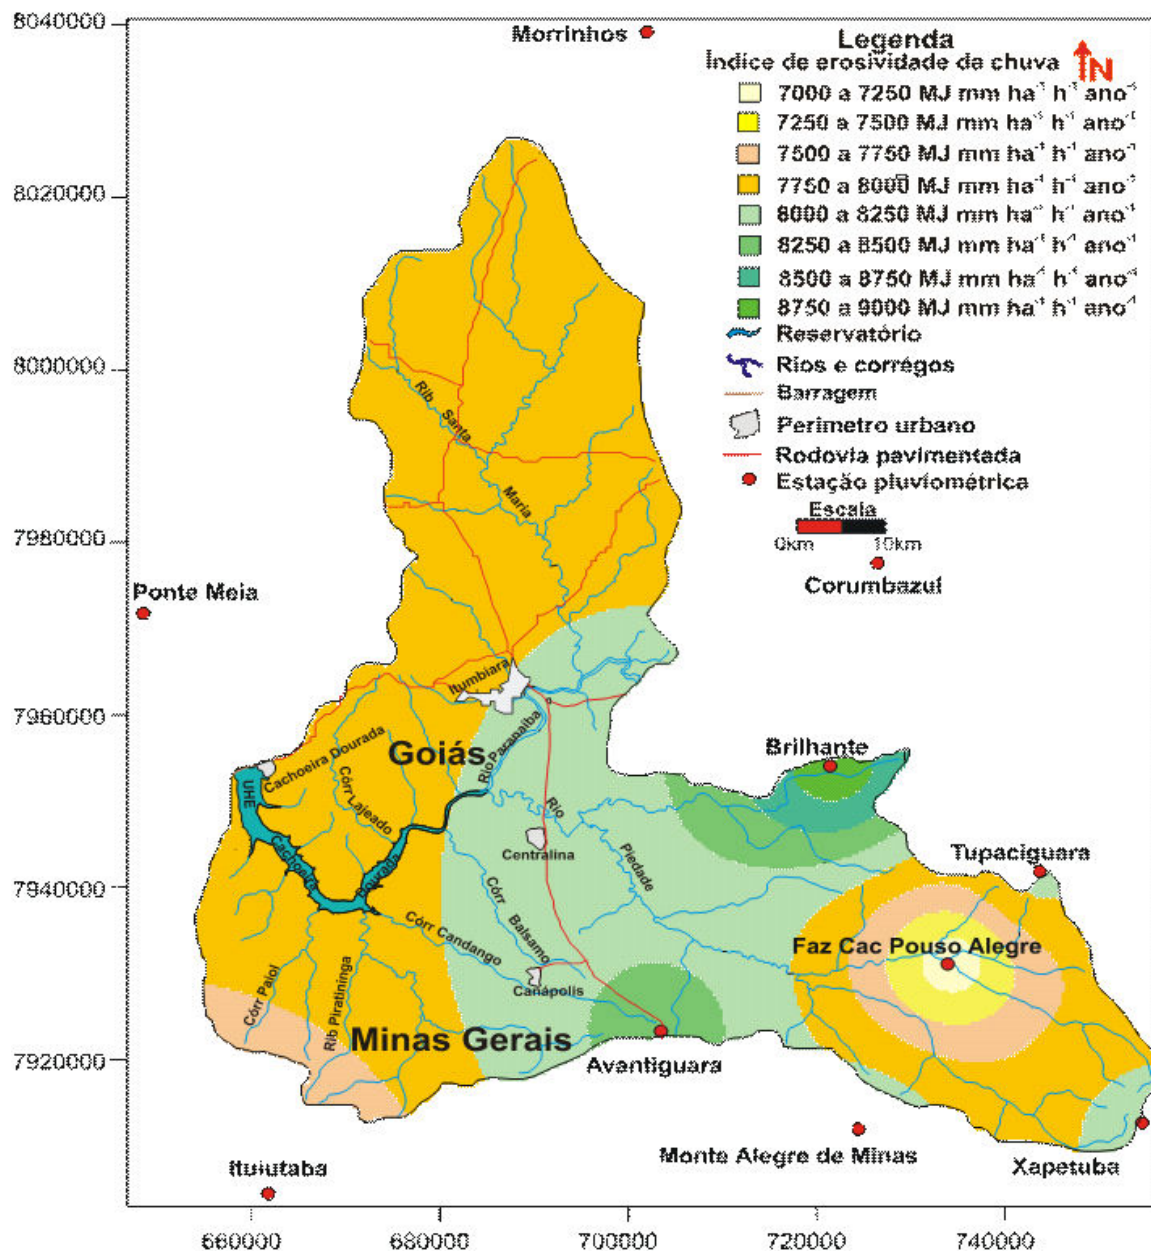 8040000
8020000
8000000
7980000
7960000
7940000
7920000
660000
680000
700000
720000
740000
Legenda
Índice de erosividade da chuva
N
7000 a 7250 MJ mm ha⁻¹ h⁻¹ ano⁻¹
7250 a 7500 MJ mm ha⁻¹ h⁻¹ ano⁻¹
7500 a 7750 MJ mm ha⁻¹ h⁻¹ ano⁻¹
7750 a 8000 MJ mm ha⁻¹ h⁻¹ ano⁻¹
8000 a 8250 MJ mm ha⁻¹ h⁻¹ ano⁻¹
8250 a 8500 MJ mm ha⁻¹ h⁻¹ ano⁻¹
8500 a 8750 MJ mm ha⁻¹ h⁻¹ ano⁻¹
8750 a 9000 MJ mm ha⁻¹ h⁻¹ ano⁻¹
Reservatório
Rios e corrégos
Barragem
Perimetro urbano
Rodovia pavimentada
Estação pluviométrica
Escala
0km 10km
Morrinhos
Corumbazul
Ponte Meia
Rib Santa Maria
Itumbiara
Goiás
Rio Paranaíba
Cachoeira Dourada
Córr Lajeado
UHE Cachoeira Dourada
Brilhante
Rio Piedade
Centralina
Tupaciguara
Córr Balsamo
Córr Candango
Faz Cac Pouso Alegre
Canápolis
Córr Paiol
Rib Piratininga
Minas Gerais
Avantiguara
Monte Alegre de Minas
Xapetuba
Ituiutaba